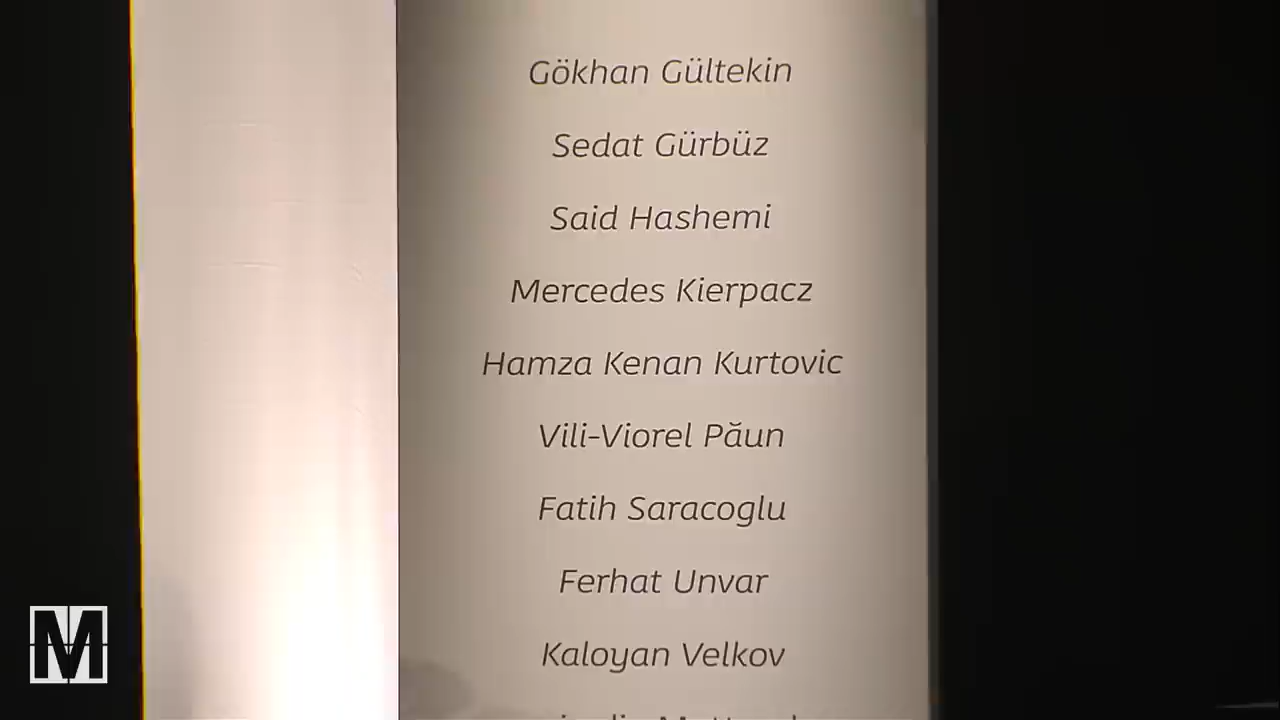 Gökhan Gültekin
Sedat Gürbüz
Said Hashemi
Mercedes Kierpacz
Hamza Kenan Kurtovic
Vili-Viorel Păun
Fatih Saracoglu
Ferhat Unvar
Kaloyan Velkov
M